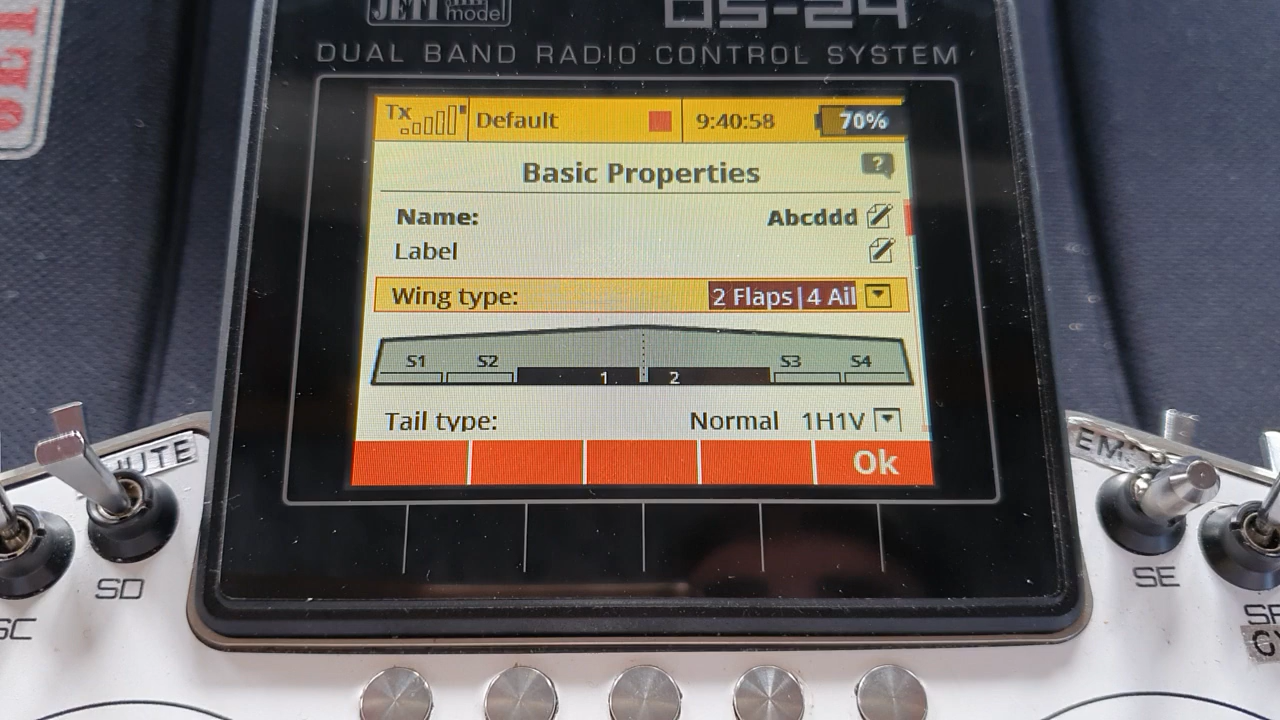 JETI model
DS-24
DUAL BAND RADIO CONTROL SYSTEM
Tx Default 9:40:58 70%
Basic Properties ?
Name: Abcddd
Label
Wing type: 2 Flaps|4 Ail
S1 S2 S3 S4
1 2
Tail type: Normal 1H1V
Ok
SD
SE
SC